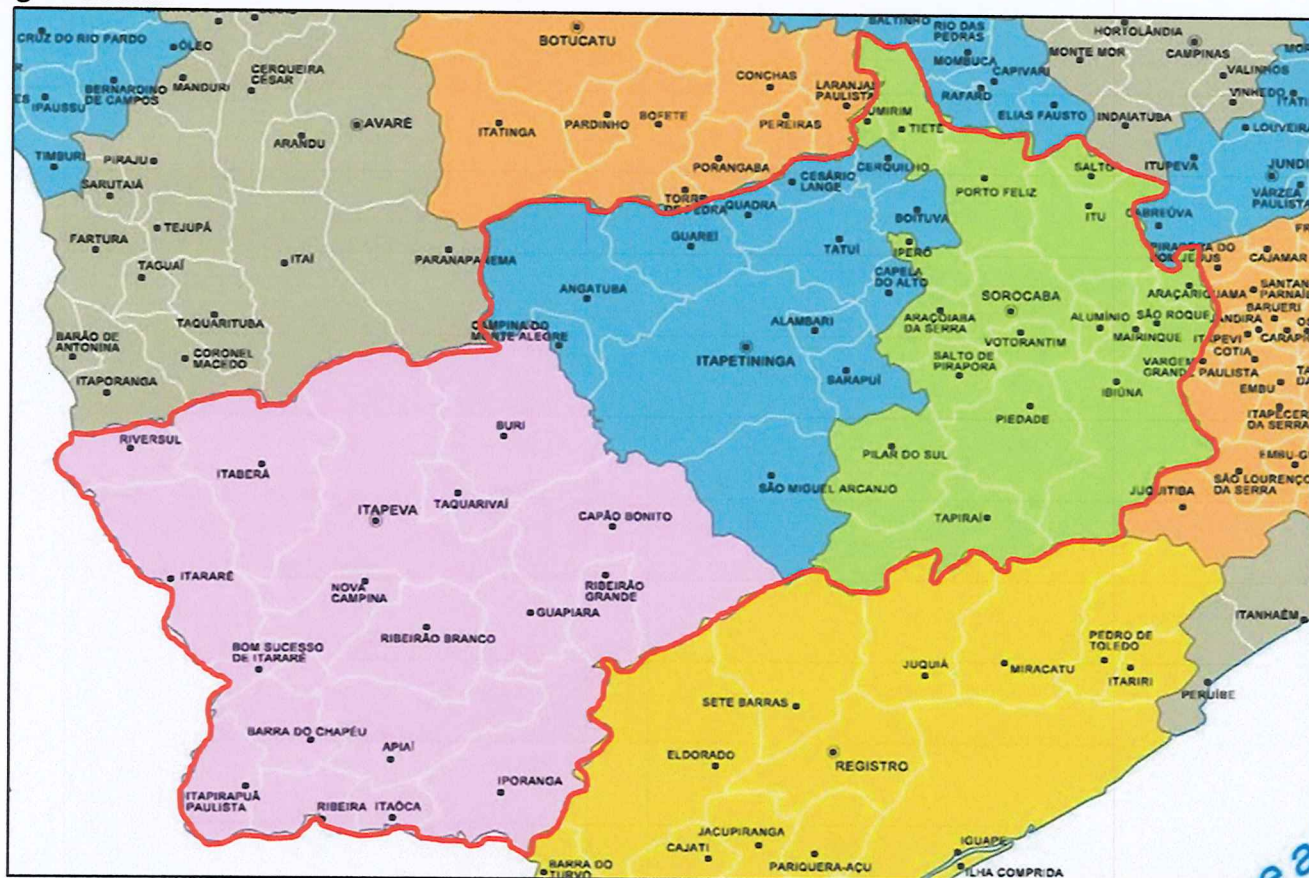 BOTUCATU
SALTINHO
RIO DAS
PEDRAS
HORTOLÂNDIA
CAMPINAS
CRUZ DO RIO PARDO
ÓLEO
MONTE MOR
MOMBUCA
CERQUEIRA
CÉSAR
CONCHAS
CAPIVARI
VALINHOS
BERNARDINO
DE CAMPOS
MANDURI
LARANJAL
PAULISTA
RAFARD
VINHEDO
IPAUSSU
AVARÉ
ITATINGA
PARDINHO
BOFETE
PEREIRAS
JUMIRIM
TIETÊ
ELIAS FAUSTO
INDAIATUBA
LOUVEIRA
ARANDU
TIMBURI
PIRAJU
PORANGABA
CERQUILHO
SALTO
ITUPEVA
SARUTAIÁ
CESÁRIO
LANGE
PORTO FELIZ
VÁRZEA
PAULISTA
TORRE
DE PEDRA
QUADRA
BOITUVA
ITU
CABREÚVA
FARTURA
TEJUPÁ
GUAREÍ
TATUÍ
IPERÓ
PIRAPORA DO
BOM JESUS
CAJAMAR
TAGUAÍ
ITAÍ
PARANAPANEMA
CAPELA
DO ALTO
ANGATUBA
SOROCABA
ARAÇARIGUAMA
BARUERI
TAQUARITUBA
ARAÇOIABA
DA SERRA
ALUMÍNIO
SÃO ROQUE
JANDIRA
BARÃO DE
ANTONINA
CAMPINA DO
MONTE ALEGRE
ALAMBARI
VOTORANTIM
MAIRINQUE
ITAPEVI
CORONEL
MACEDO
ITAPETININGA
SALTO DE
PIRAPORA
VARGEM
GRANDE PAULISTA
COTIA
ITAPORANGA
SARAPUÍ
IBIÚNA
EMBU
PIEDADE
RIVERSUL
BURI
PILAR DO SUL
ITABERÁ
SÃO MIGUEL ARCANJO
JUQUITIBA
SÃO LOURENÇO
DA SERRA
TAQUARIVAÍ
ITAPEVA
CAPÃO BONITO
TAPIRAÍ
ITARARÉ
NOVA
CAMPINA
RIBEIRÃO
GRANDE
GUAPIARA
ITANHAÉM
RIBEIRÃO BRANCO
BOM SUCESSO
DE ITARARÉ
JUQUIÁ
MIRACATU
PEDRO DE
TOLEDO
ITARIRI
PERUÍBE
SETE BARRAS
BARRA DO CHAPÉU
APIAÍ
ELDORADO
REGISTRO
ITAPIRAPUÃ
PAULISTA
IPORANGA
RIBEIRA
ITAÓCA
JACUPIRANGA
CAJATI
PARIQUERA-AÇU
IGUAPE
BARRA DO
TURVO
ILHA COMPRIDA